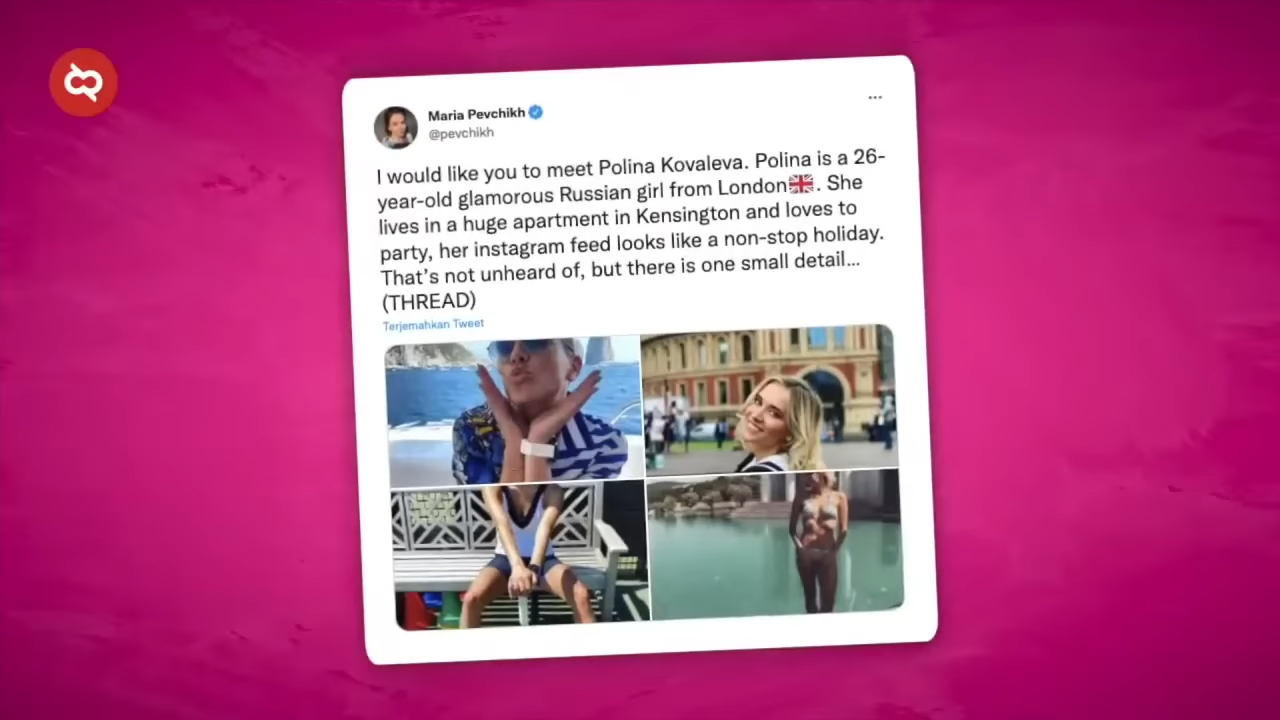 Maria Pevchikh
@pevchikh
I would like you to meet Polina Kovaleva. Polina is a 26-
year-old glamorous Russian girl from London🇬🇧. She
lives in a huge apartment in Kensington and loves to
party, her instagram feed looks like a non-stop holiday.
That's not unheard of, but there is one small detail...
(THREAD)
Terjemahkan Tweet